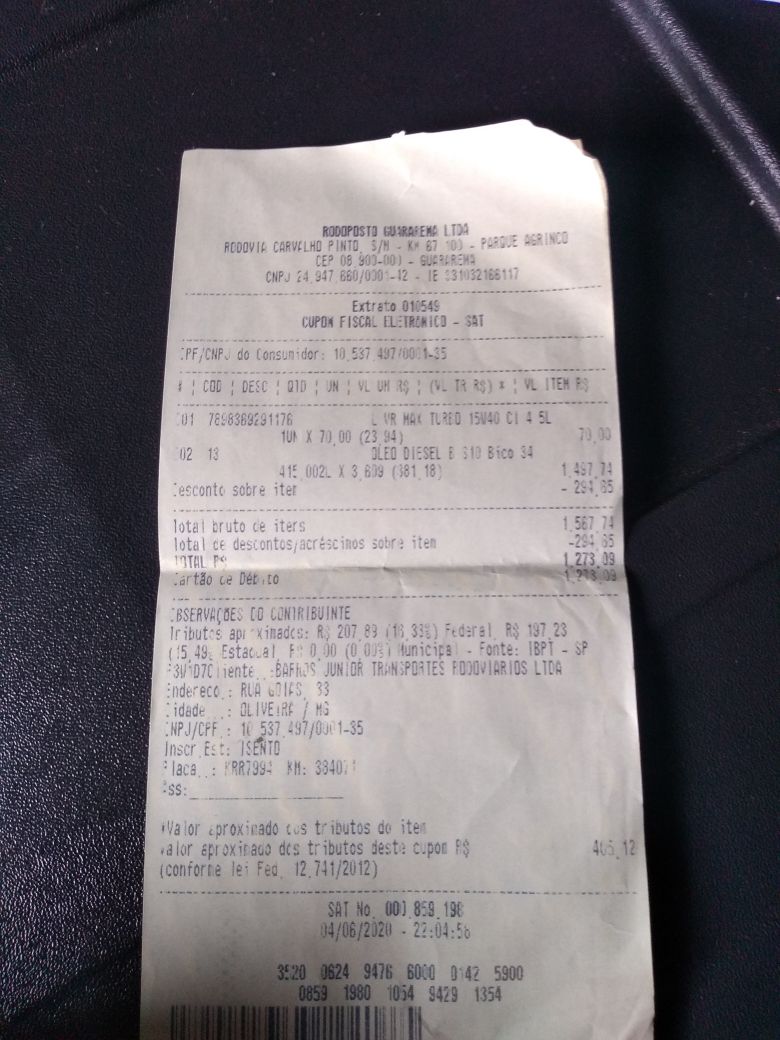 RODOPOSTO GUARAREMA LTDA
RODOVIA CARVALHO PINTO, S/N - KM 67 100 - PARQUE AGRINCO
CEP 08.900-000 - GUARAREMA
CNPJ 24.947.660/0001-42 - IE 331032166117
Extrato 010549
CUPOM FISCAL ELETRONICO - SAT
CPF/CNPJ do Consumidor: 10.537.497/0001-35
# ¦ COD ¦ DESC ¦ QTD ¦ UN ¦ VL UN R$ ¦ (VL TR R$) * ¦ VL ITEM R$
001 7898389291176 L VR MAX TURBO 15W40 CI 4 5L
1UN X 70,00 (23,94) 70,00
002 13 OLEO DIESEL B S10 Bico 34
415,002L X 3,609 (381,18) 1.497,74
Desconto sobre item - 294,65
Total bruto de itens 1.567,74
Total de descontos/acréscimos sobre item -294,65
TOTAL R$ 1.273,09
Cartão de Débito 1.273,09
OBSERVAÇÕES DO CONTRIBUINTE
Tributos aproximados: R$ 207,89 (16,33%) Federal, R$ 197,23
(15,49% Estadual, R$ 0,00 (0,00%) Municipal - Fonte: IBPT - SP
Cliente..:BARROS JUNIOR TRANSPORTES RODOVIARIOS LTDA
Endereco.: RUA GOIAS, 33
Cidade...: OLIVEIRA / MG
CNPJ/CPF.: 10.537.497/0001-35
Inscr.Est: ISENTO
Placa..: KRR7994 KM:
Ass:
*Valor aproximado dos tributos do item
Valor aproximado dos tributos deste cupom R$ 405,12
(conforme lei Fed. 12.741/2012)
SAT No. 000.859.198
04/06/2020 - 22:04:56
3520 0624 9476 6000 0142 5900
0859 1980 1054 9429 1354